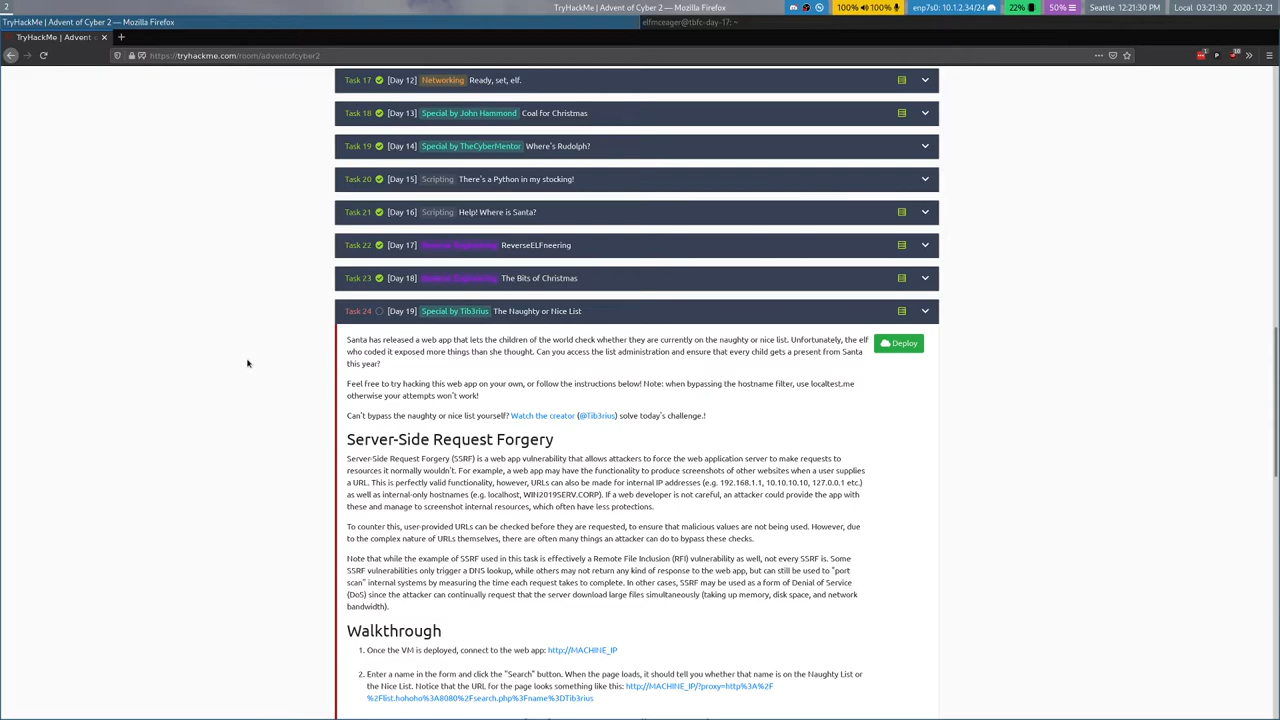 2
TryHackMe | Advent of Cyber 2 — Mozilla Firefox
100% 100%
enp7s0: 10.1.2.34/24
22%
50%
Seattle 12:21:30 PM
Local 03:21:30
2020-12-21
TryHackMe | Advent of Cyber 2 — Mozilla Firefox
elfmceager@tbfc-day-17: ~
TryHackMe | Advent
https://tryhackme.com/room/adventofcyber2
Task 17 [Day 12] Networking Ready, set, elf.
Task 18 [Day 13] Special by John Hammond Coal for Christmas
Task 19 [Day 14] Special by TheCyberMentor Where's Rudolph?
Task 20 [Day 15] Scripting There's a Python in my stocking!
Task 21 [Day 16] Scripting Help! Where is Santa?
Task 22 [Day 17] ReverseELFneering
Task 23 [Day 18] The Bits of Christmas
Task 24 [Day 19] Special by Tib3rius The Naughty or Nice List
Santa has released a web app that lets the children of the world check whether they are currently on the naughty or nice list. Unfortunately, the elf
who coded it exposed more things than she thought. Can you access the list administration and ensure that every child gets a present from Santa
this year?
Deploy
Feel free to try hacking this web app on your own, or follow the instructions below! Note: when bypassing the hostname filter, use localtest.me
otherwise your attempts won't work!
Can't bypass the naughty or nice list yourself? Watch the creator (@Tib3rius) solve today's challenge.!
Server-Side Request Forgery
Server-Side Request Forgery (SSRF) is a web app vulnerability that allows attackers to force the web application server to make requests to
resources it normally wouldn't. For example, a web app may have the functionality to produce screenshots of other websites when a user supplies
a URL. This is perfectly valid functionality, however, URLs can also be made for internal IP addresses (e.g. 192.168.1.1, 10.10.10.10, 127.0.0.1 etc.)
as well as internal-only hostnames (e.g. localhost, WIN2019SERV.CORP). If a web developer is not careful, an attacker could provide the app with
these and manage to screenshot internal resources, which often have less protections.
To counter this, user-provided URLs can be checked before they are requested, to ensure that malicious values are not being used. However, due
to the complex nature of URLs themselves, there are often many things an attacker can do to bypass these checks.
Note that while the example of SSRF used in this task is effectively a Remote File Inclusion (RFI) vulnerability as well, not every SSRF is. Some
SSRF vulnerabilities only trigger a DNS lookup, while others may not return any kind of response to the web app, but can still be used to "port
scan" internal systems by measuring the time each request takes to complete. In other cases, SSRF may be used as a form of Denial of Service
(DoS) since the attacker can continually request that the server download large files simultaneously (taking up memory, disk space, and network
bandwidth).
Walkthrough
1. Once the VM is deployed, connect to the web app: http://MACHINE_IP
2. Enter a name in the form and click the "Search" button. When the page loads, it should tell you whether that name is on the Naughty List or
the Nice List. Notice that the URL for the page looks something like this: http://MACHINE_IP/?proxy=http%3A%2F
%2Flist.hohoho%3A8080%2Fsearch.php%3Fname%3DTib3rius